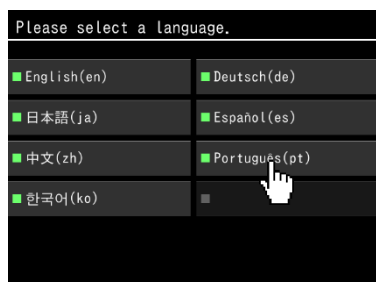 Please select a language.
English(en)
Deutsch(de)
日本語(ja)
Español(es)
中文(zh)
Português(pt)
한국어(ko)